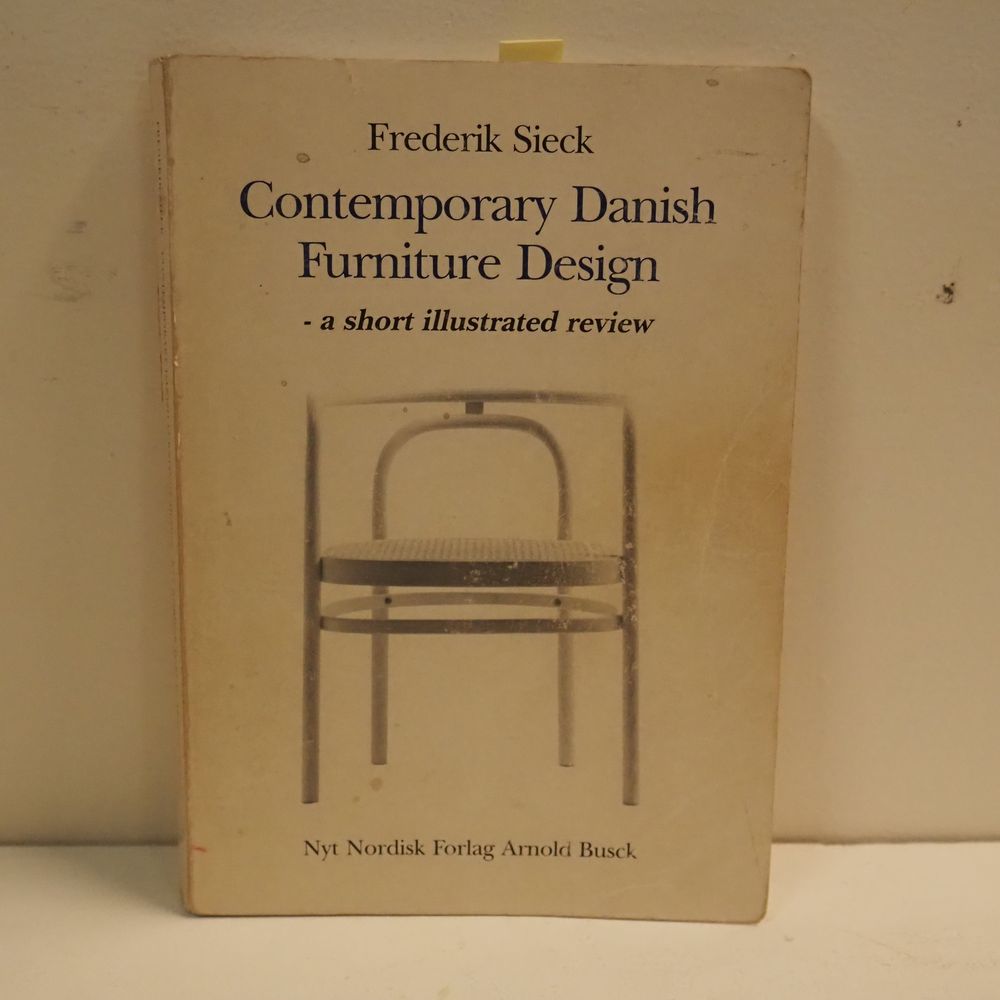 Frederik Sieck
Contemporary Danish
Furniture Design
- a short illustrated review
Nyt Nordisk Forlag Arnold Busck